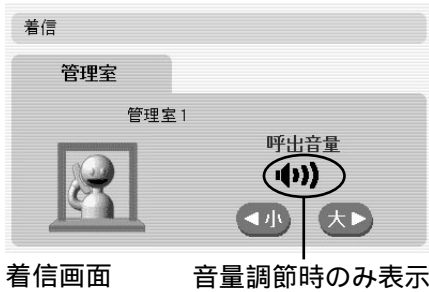 着信
管理室
管理室1
呼出音量
◀小 大▶
着信画面 音量調節時のみ表示